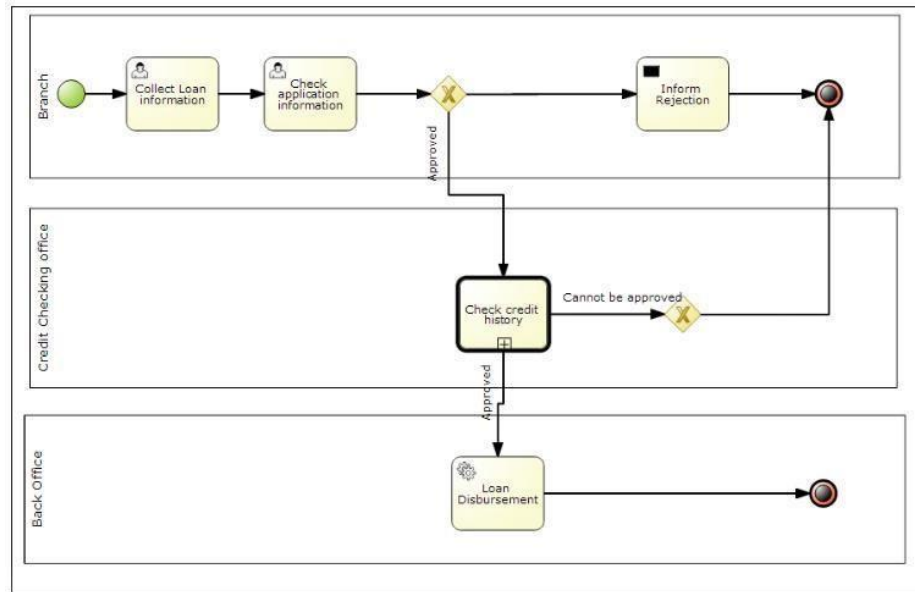 Branch
Collect Loan
information
Check
application
information
Inform
Rejection
Approved
Credit Checking office
Check credit
history
Cannot be approved
Approved
Back Office
Loan
Disbursement